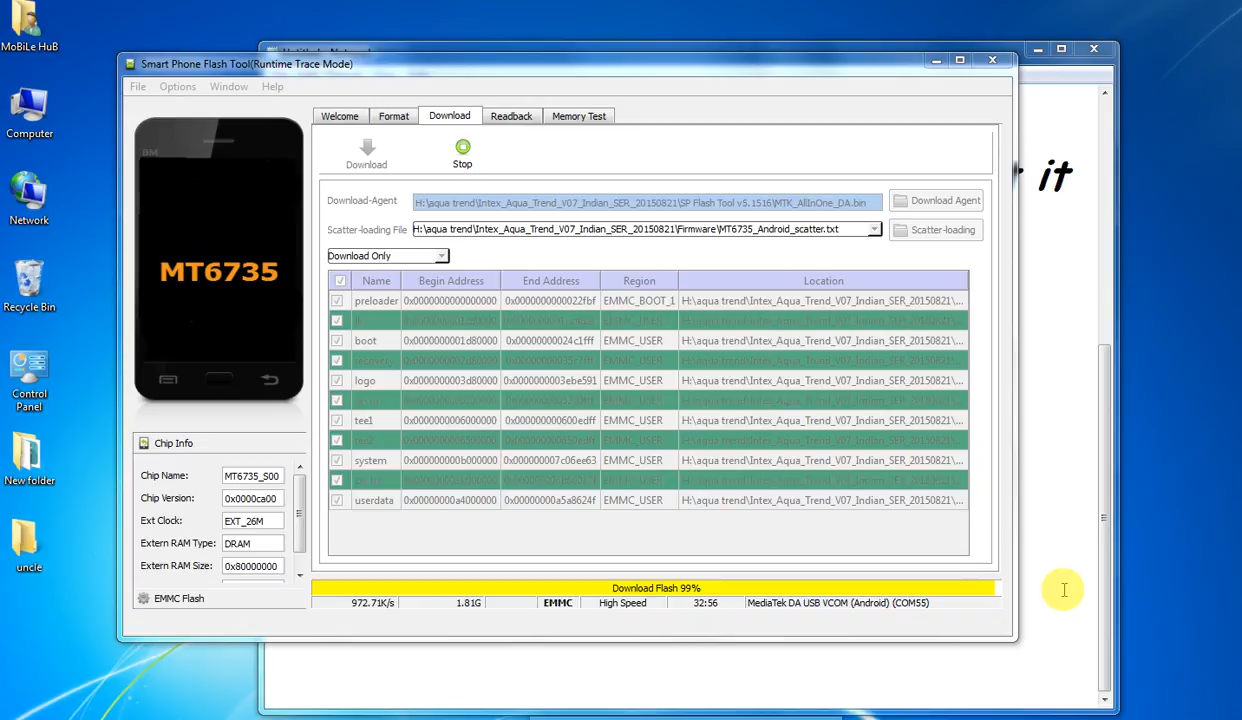 MoBiLe HuB
Computer
Network
Recycle Bin
Control
Panel
New folder
uncle
Smart Phone Flash Tool(Runtime Trace Mode)
File Options Window Help
Welcome Format Download Readback Memory Test
Download Stop
it
BM
MT6735
Download-Agent H:\aqua trend\Intex_Aqua_Trend_V07_Indian_SER_20150821\SP Flash Tool v5.1516\MTK_AllInOne_DA.bin Download Agent
Scatter-loading File H:\aqua trend\Intex_Aqua_Trend_V07_Indian_SER_20150821\Firmware\MT6735_Android_scatter.txt Scatter-loading
Download Only
Name Begin Address End Address Region Location
preloader 0x0000000000000000 0x0000000000022fbf EMMC_BOOT_1 H:\aqua trend\Intex_Aqua_Trend_V07_Indian_SER_20150821\...
boot 0x0000000001d80000 0x00000000024c1fff EMMC_USER H:\aqua trend\Intex_Aqua_Trend_V07_Indian_SER_20150821\...
logo 0x0000000003d80000 0x0000000003ebe591 EMMC_USER H:\aqua trend\Intex_Aqua_Trend_V07_Indian_SER_20150821\...
tee1 0x0000000006000000 0x000000000600edff EMMC_USER H:\aqua trend\Intex_Aqua_Trend_V07_Indian_SER_20150821\...
system 0x000000000b000000 0x000000007c06ee63 EMMC_USER H:\aqua trend\Intex_Aqua_Trend_V07_Indian_SER_20150821\...
userdata 0x00000000a4000000 0x00000000a5a8624f EMMC_USER H:\aqua trend\Intex_Aqua_Trend_V07_Indian_SER_20150821\...
Chip Info
Chip Name: MT6735_S00
Chip Version: 0x0000ca00
Ext Clock: EXT_26M
Extern RAM Type: DRAM
Extern RAM Size: 0x80000000
EMMC Flash
Download Flash 99%
972.71K/s 1.81G EMMC High Speed 32:56 MediaTek DA USB VCOM (Android) (COM55)